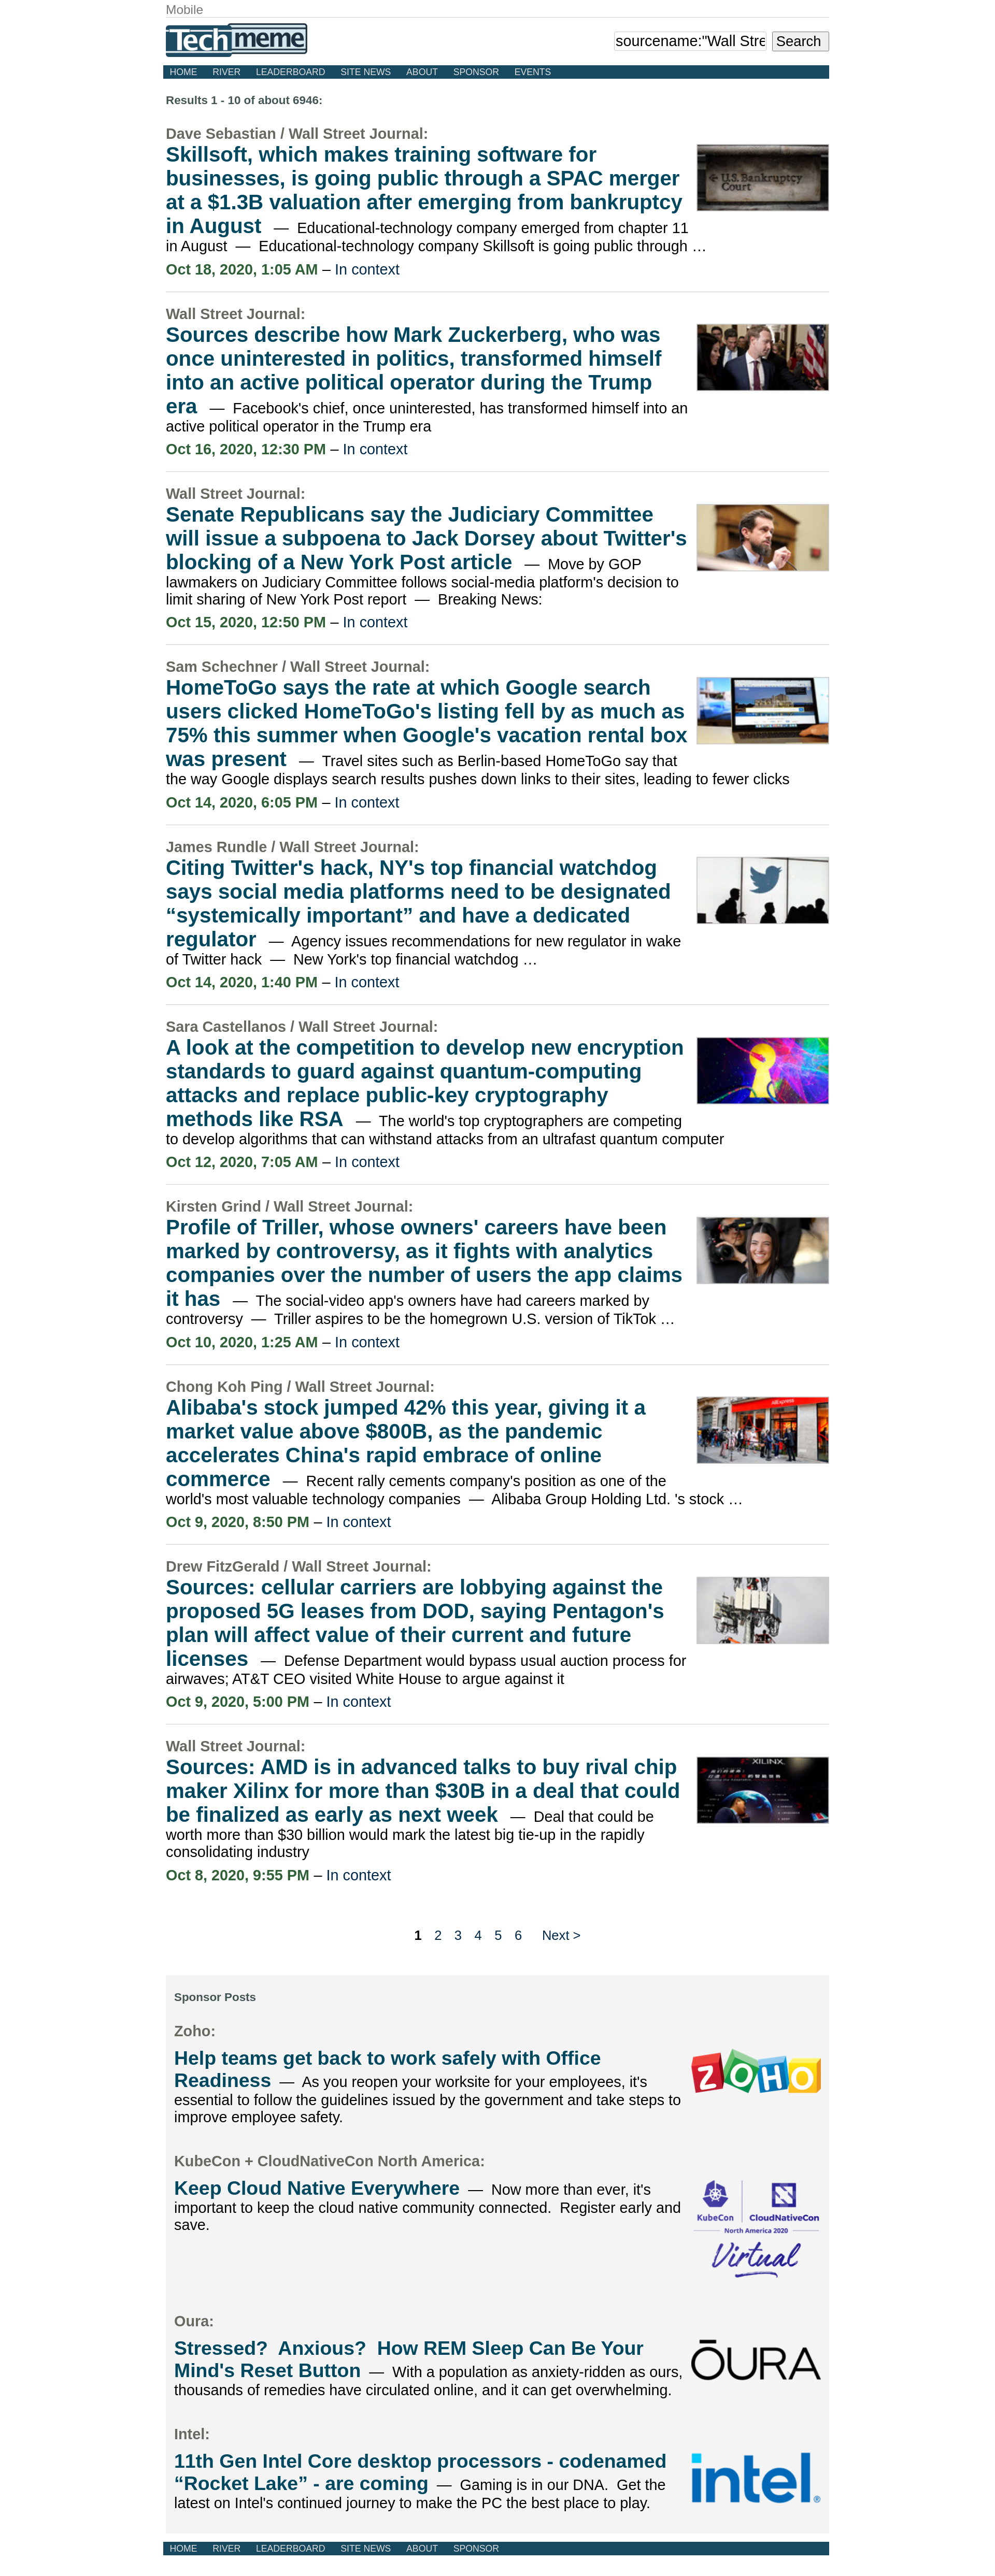 Mobile
Techmeme
sourcename:"Wall Stre
Search
HOME RIVER LEADERBOARD SITE NEWS ABOUT SPONSOR EVENTS
Results 1 - 10 of about 6946:
Dave Sebastian / Wall Street Journal:
Skillsoft, which makes training software for
businesses, is going public through a SPAC merger
at a $1.3B valuation after emerging from bankruptcy
in August — Educational-technology company emerged from chapter 11
in August — Educational-technology company Skillsoft is going public through …
U.S. Bankruptcy
Court
Oct 18, 2020, 1:05 AM – In context
Wall Street Journal:
Sources describe how Mark Zuckerberg, who was
once uninterested in politics, transformed himself
into an active political operator during the Trump
era — Facebook's chief, once uninterested, has transformed himself into an
active political operator in the Trump era
Oct 16, 2020, 12:30 PM – In context
Wall Street Journal:
Senate Republicans say the Judiciary Committee
will issue a subpoena to Jack Dorsey about Twitter's
blocking of a New York Post article — Move by GOP
lawmakers on Judiciary Committee follows social-media platform's decision to
limit sharing of New York Post report — Breaking News:
Oct 15, 2020, 12:50 PM – In context
Sam Schechner / Wall Street Journal:
HomeToGo says the rate at which Google search
users clicked HomeToGo's listing fell by as much as
75% this summer when Google's vacation rental box
was present — Travel sites such as Berlin-based HomeToGo say that
the way Google displays search results pushes down links to their sites, leading to fewer clicks
Oct 14, 2020, 6:05 PM – In context
James Rundle / Wall Street Journal:
Citing Twitter's hack, NY's top financial watchdog
says social media platforms need to be designated
“systemically important” and have a dedicated
regulator — Agency issues recommendations for new regulator in wake
of Twitter hack — New York's top financial watchdog …
Oct 14, 2020, 1:40 PM – In context
Sara Castellanos / Wall Street Journal:
A look at the competition to develop new encryption
standards to guard against quantum-computing
attacks and replace public-key cryptography
methods like RSA — The world's top cryptographers are competing
to develop algorithms that can withstand attacks from an ultrafast quantum computer
Oct 12, 2020, 7:05 AM – In context
Kirsten Grind / Wall Street Journal:
Profile of Triller, whose owners' careers have been
marked by controversy, as it fights with analytics
companies over the number of users the app claims
it has — The social-video app's owners have had careers marked by
controversy — Triller aspires to be the homegrown U.S. version of TikTok …
Oct 10, 2020, 1:25 AM – In context
Chong Koh Ping / Wall Street Journal:
Alibaba's stock jumped 42% this year, giving it a
market value above $800B, as the pandemic
accelerates China's rapid embrace of online
commerce — Recent rally cements company's position as one of the
world's most valuable technology companies — Alibaba Group Holding Ltd. 's stock …
AliExpress
Oct 9, 2020, 8:50 PM – In context
Drew FitzGerald / Wall Street Journal:
Sources: cellular carriers are lobbying against the
proposed 5G leases from DOD, saying Pentagon's
plan will affect value of their current and future
licenses — Defense Department would bypass usual auction process for
airwaves; AT&T CEO visited White House to argue against it
Oct 9, 2020, 5:00 PM – In context
Wall Street Journal:
Sources: AMD is in advanced talks to buy rival chip
maker Xilinx for more than $30B in a deal that could
be finalized as early as next week — Deal that could be
worth more than $30 billion would mark the latest big tie-up in the rapidly
consolidating industry
XILINX
Oct 8, 2020, 9:55 PM – In context
1 2 3 4 5 6 Next >
Sponsor Posts
Zoho:
Help teams get back to work safely with Office
Readiness — As you reopen your worksite for your employees, it's
essential to follow the guidelines issued by the government and take steps to
improve employee safety.
ZOHO
KubeCon + CloudNativeCon North America:
Keep Cloud Native Everywhere — Now more than ever, it's
important to keep the cloud native community connected. Register early and
save.
KubeCon CloudNativeCon
North America 2020
Virtual
Oura:
Stressed? Anxious? How REM Sleep Can Be Your
Mind's Reset Button — With a population as anxiety-ridden as ours,
thousands of remedies have circulated online, and it can get overwhelming.
ŌURA
Intel:
11th Gen Intel Core desktop processors - codenamed
“Rocket Lake” - are coming — Gaming is in our DNA. Get the
latest on Intel's continued journey to make the PC the best place to play.
intel®
HOME RIVER LEADERBOARD SITE NEWS ABOUT SPONSOR